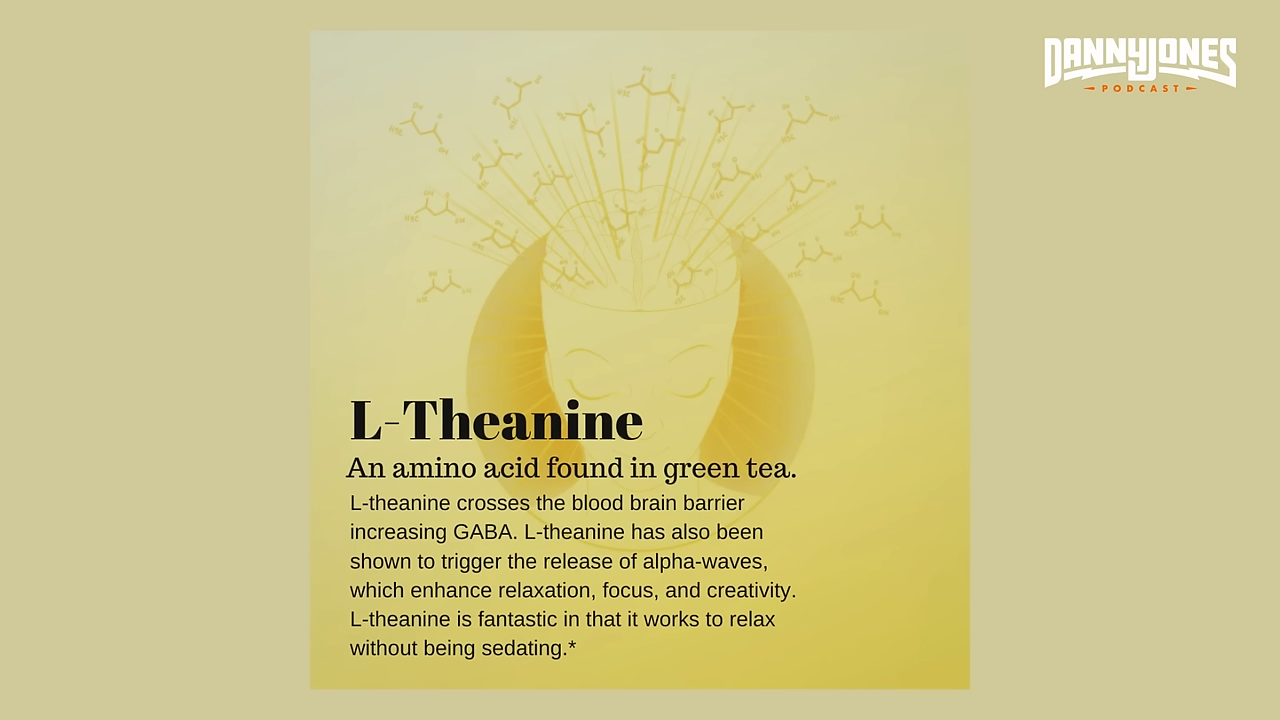 DANNY JONES
PODCAST
L-Theanine
An amino acid found in green tea.
L-theanine crosses the blood brain barrier
increasing GABA. L-theanine has also been
shown to trigger the release of alpha-waves,
which enhance relaxation, focus, and creativity.
L-theanine is fantastic in that it works to relax
without being sedating.*